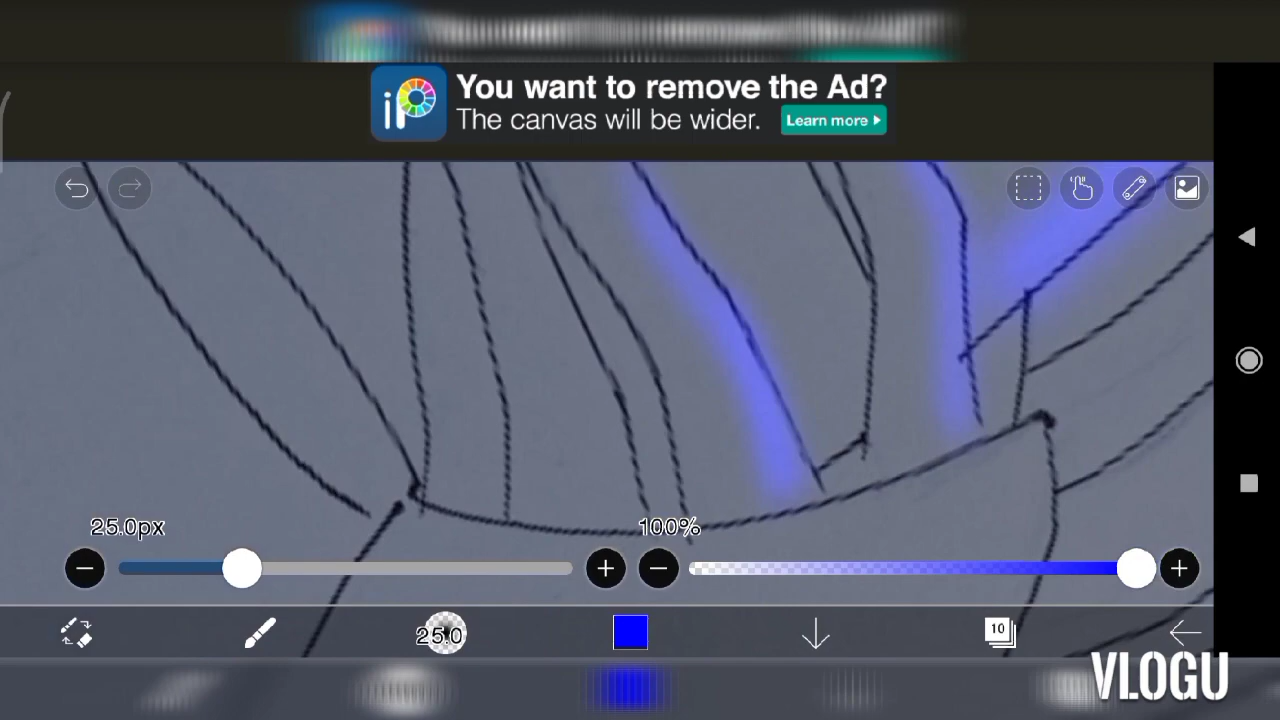 You want to remove the Ad?
The canvas will be wider.
Learn more
iP
25.0px
100%
25.0
10
VLOGU